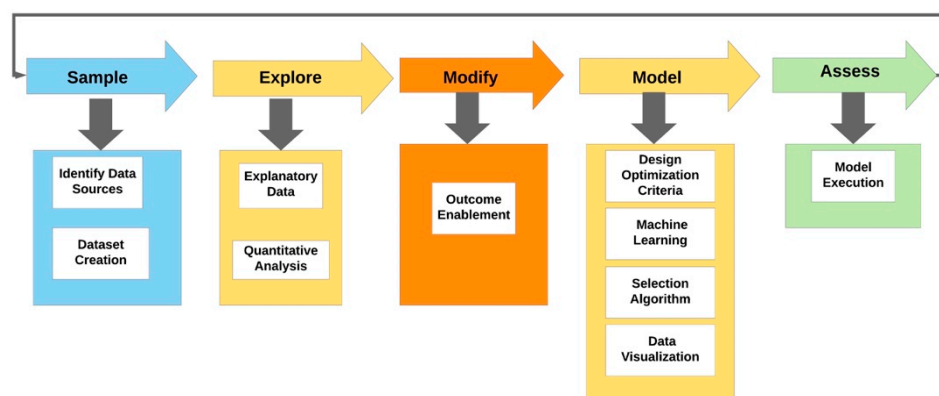 Sample
Explore
Modify
Model
Assess
Identify Data
Sources
Dataset
Creation
Explanatory
Data
Quantitative
Analysis
Outcome
Enablement
Design
Optimization
Criteria
Machine
Learning
Selection
Algorithm
Data
Visualization
Model
Execution